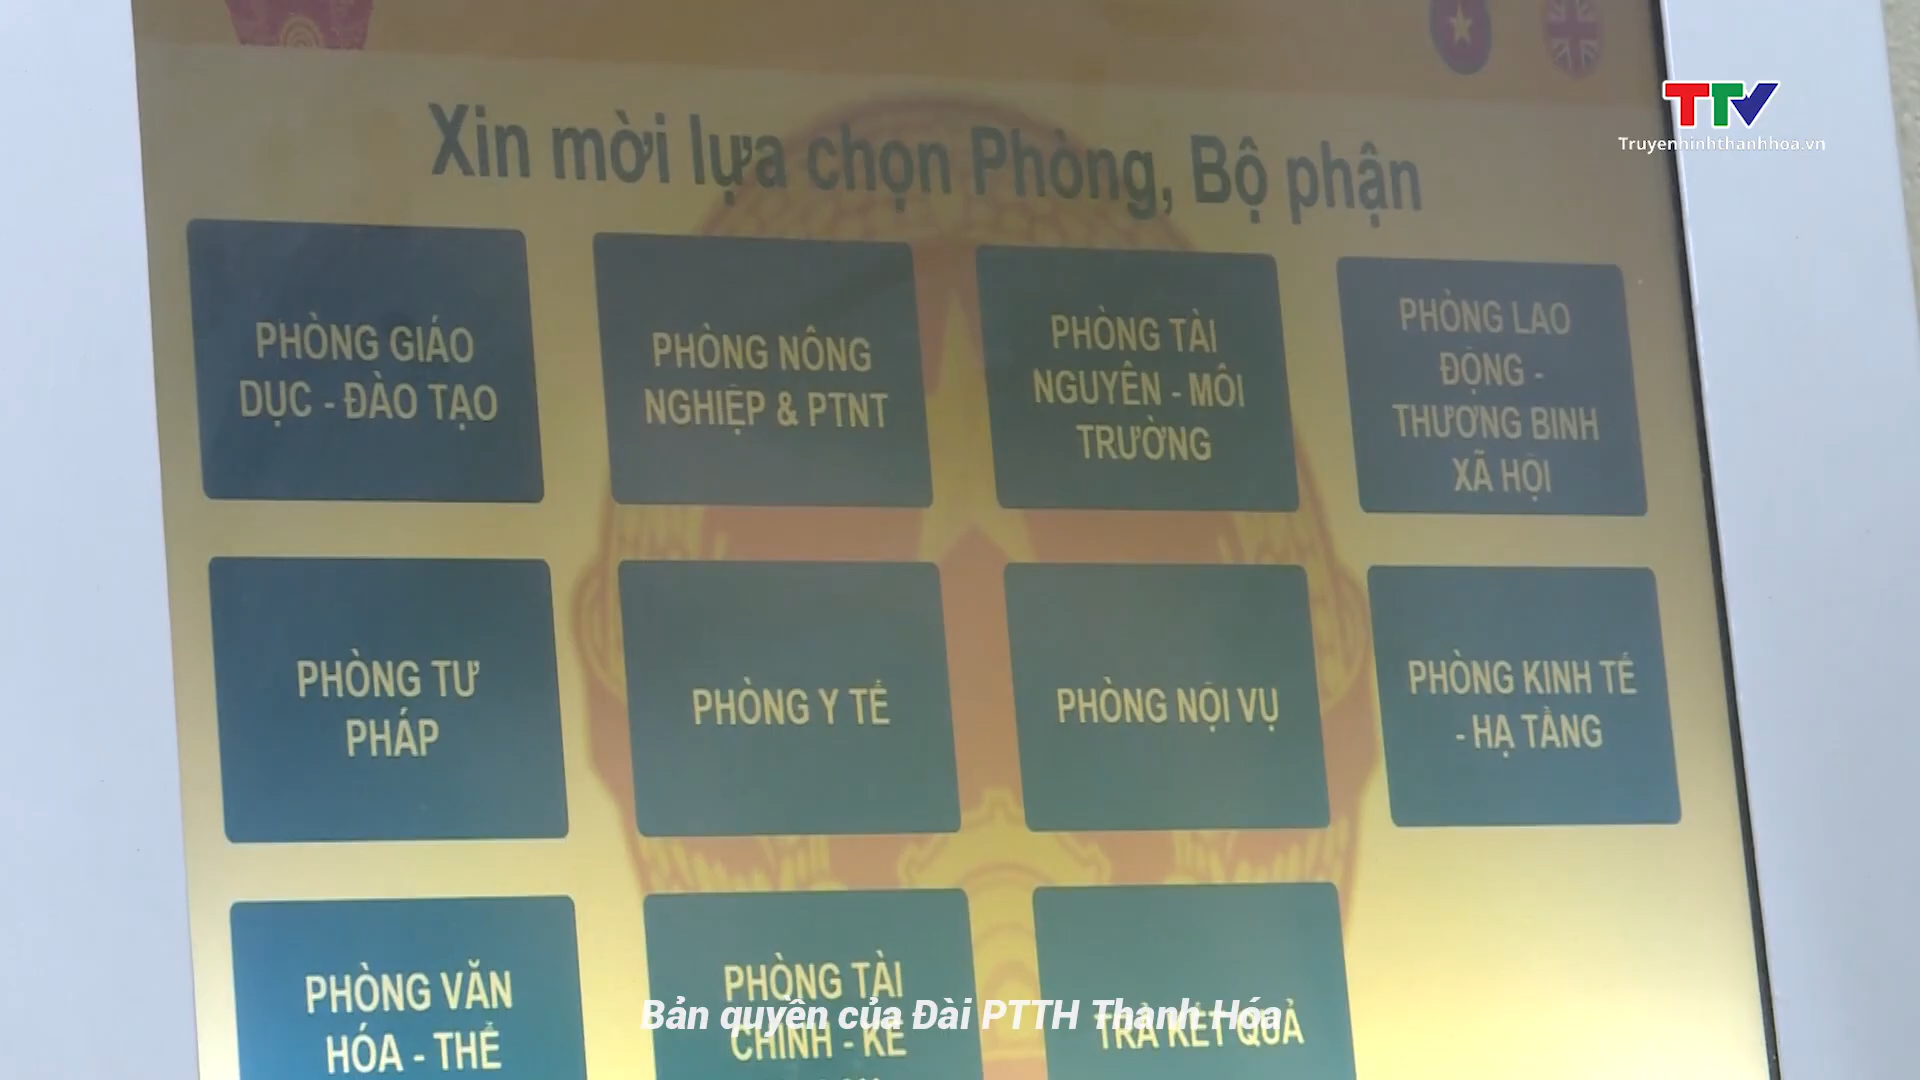 TTV
Truyenhinhthanhhoa.vn
Xin mời lựa chọn Phòng, Bộ phận
PHÒNG GIÁO
DỤC - ĐÀO TẠO
PHÒNG NÔNG
NGHIỆP & PTNT
PHÒNG TÀI
NGUYÊN - MÔI
TRƯỜNG
PHÒNG LAO
ĐỘNG -
THƯƠNG BINH
XÃ HỘI
PHÒNG TƯ
PHÁP
PHÒNG Y TẾ
PHÒNG NỘI VỤ
PHÒNG KINH TẾ
- HẠ TẦNG
PHÒNG VĂN
HÓA - THỂ
PHÒNG TÀI
CHÍNH - KẾ
TRẢ KẾT QUẢ
Bản quyền của Đài PTTH Thanh Hóa